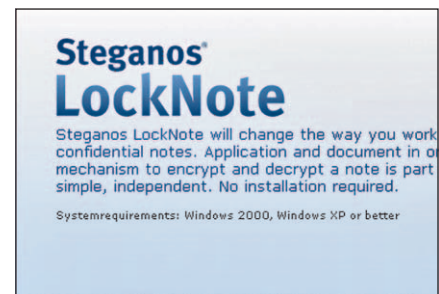 Steganos®
LockNote
Steganos LockNote will change the way you work
confidential notes. Application and document in
mechanism to encrypt and decrypt a note is part
simple, independent. No installation required.
Systemrequirements: Windows 2000, Windows XP or better